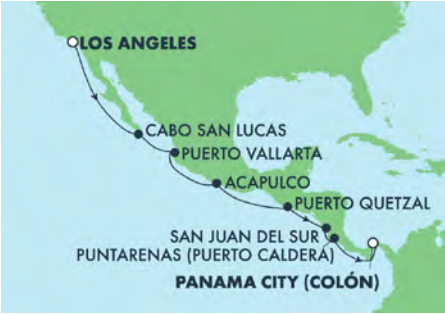 LOS ANGELES
CABO SAN LUCAS
PUERTO VALLARTA
ACAPULCO
PUERTO QUETZAL
SAN JUAN DEL SUR
PUNTARENAS (PUERTO CALDERA)
PANAMA CITY (COLÓN)